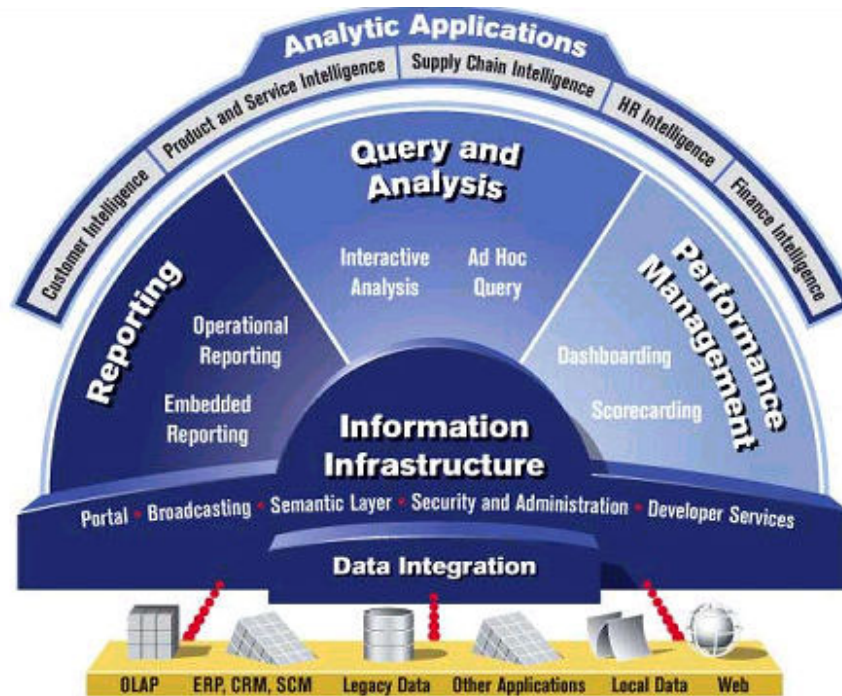 Analytic Applications
Customer Intelligence
Product and Service Intelligence
Supply Chain Intelligence
HR Intelligence
Finance Intelligence
Reporting
Operational
Reporting
Embedded
Reporting
Query and
Analysis
Interactive
Analysis
Ad Hoc
Query
Performance
Management
Dashboarding
Scorecarding
Information
Infrastructure
Portal • Broadcasting • Semantic Layer • Security and Administration • Developer Services
Data Integration
OLAP
ERP, CRM, SCM
Legacy Data
Other Applications
Local Data
Web